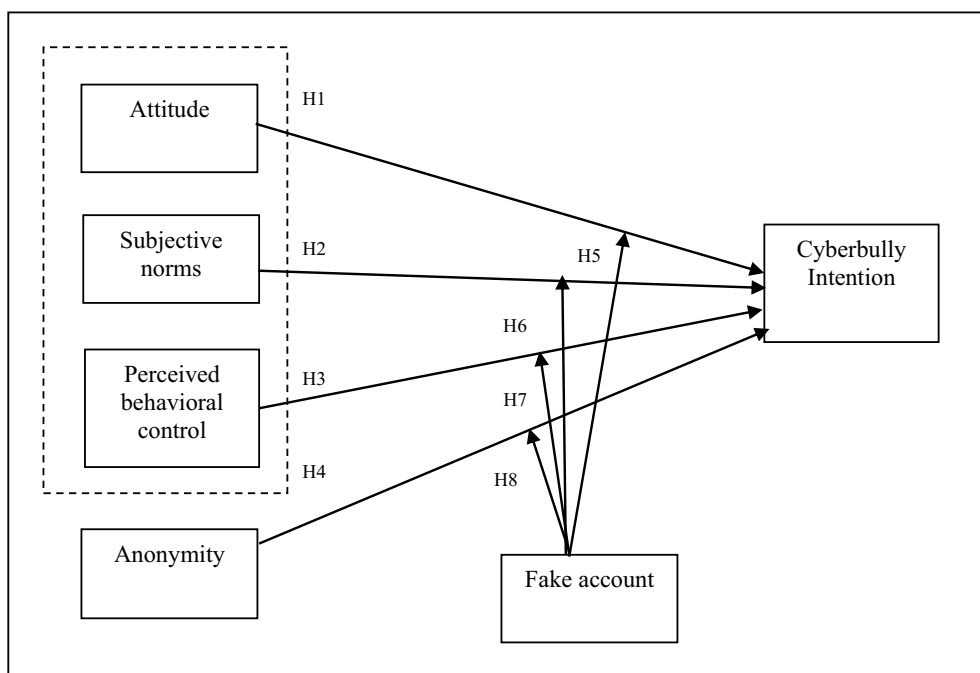 Attitude
H1
Subjective
norms
H2
H5
Cyberbully
Intention
H6
Perceived
behavioral
control
H3
H7
H4
H8
Anonymity
Fake account